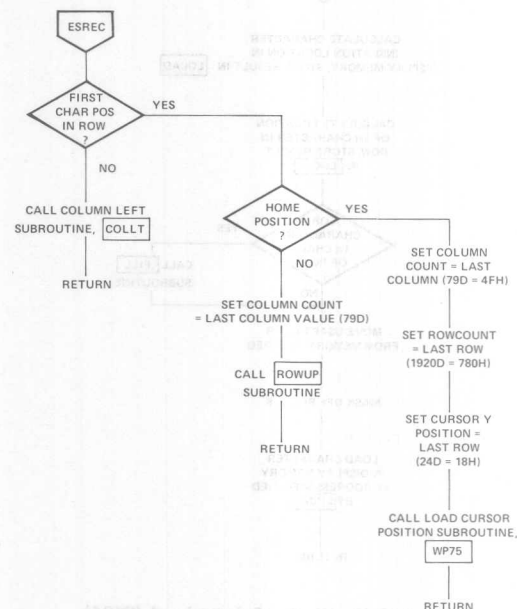 ESREC
FIRST
CHAR POS
IN ROW
?
YES
NO
CALL COLUMN LEFT
SUBROUTINE, COLLT
RETURN
HOME
POSITION
?
YES
NO
SET COLUMN COUNT
= LAST COLUMN VALUE (79D)
CALL ROWUP
SUBROUTINE
RETURN
SET COLUMN
COUNT = LAST
COLUMN (79D = 4FH)
SET ROWCOUNT
= LAST ROW
(1920D = 780H)
SET CURSOR Y
POSITION =
LAST ROW
(24D = 18H)
CALL LOAD CURSOR
POSITION SUBROUTINE,
WP75
RETURN